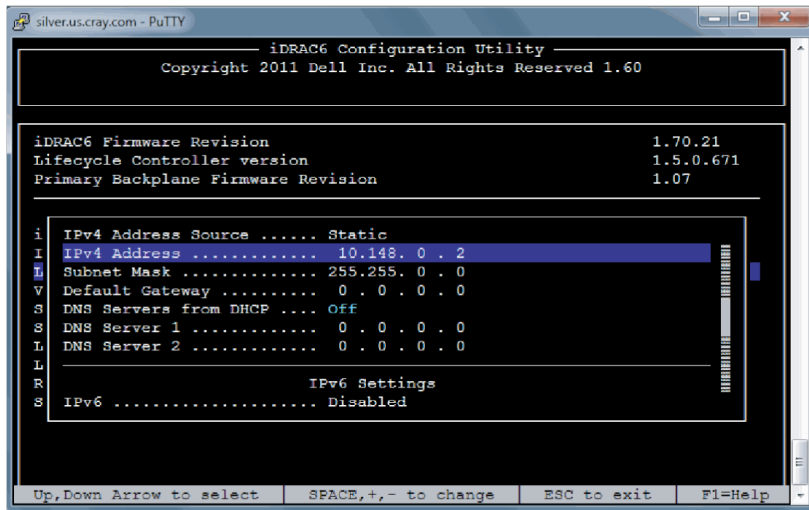 silver.us.cray.com - PuTTY
iDRAC6 Configuration Utility
Copyright 2011 Dell Inc. All Rights Reserved 1.60
iDRAC6 Firmware Revision 1.70.21
Lifecycle Controller version 1.5.0.671
Primary Backplane Firmware Revision 1.07
i IPv4 Address Source ...... Static
I IPv4 Address ............. 10.148. 0 . 2
L Subnet Mask .............. 255.255. 0 . 0
V Default Gateway .......... 0 . 0 . 0 . 0
S DNS Servers from DHCP .... Off
S DNS Server 1 ............. 0 . 0 . 0 . 0
L DNS Server 2 ............. 0 . 0 . 0 . 0
L
R IPv6 Settings
S IPv6 ..................... Disabled
Up,Down Arrow to select SPACE,+,- to change ESC to exit F1=Help